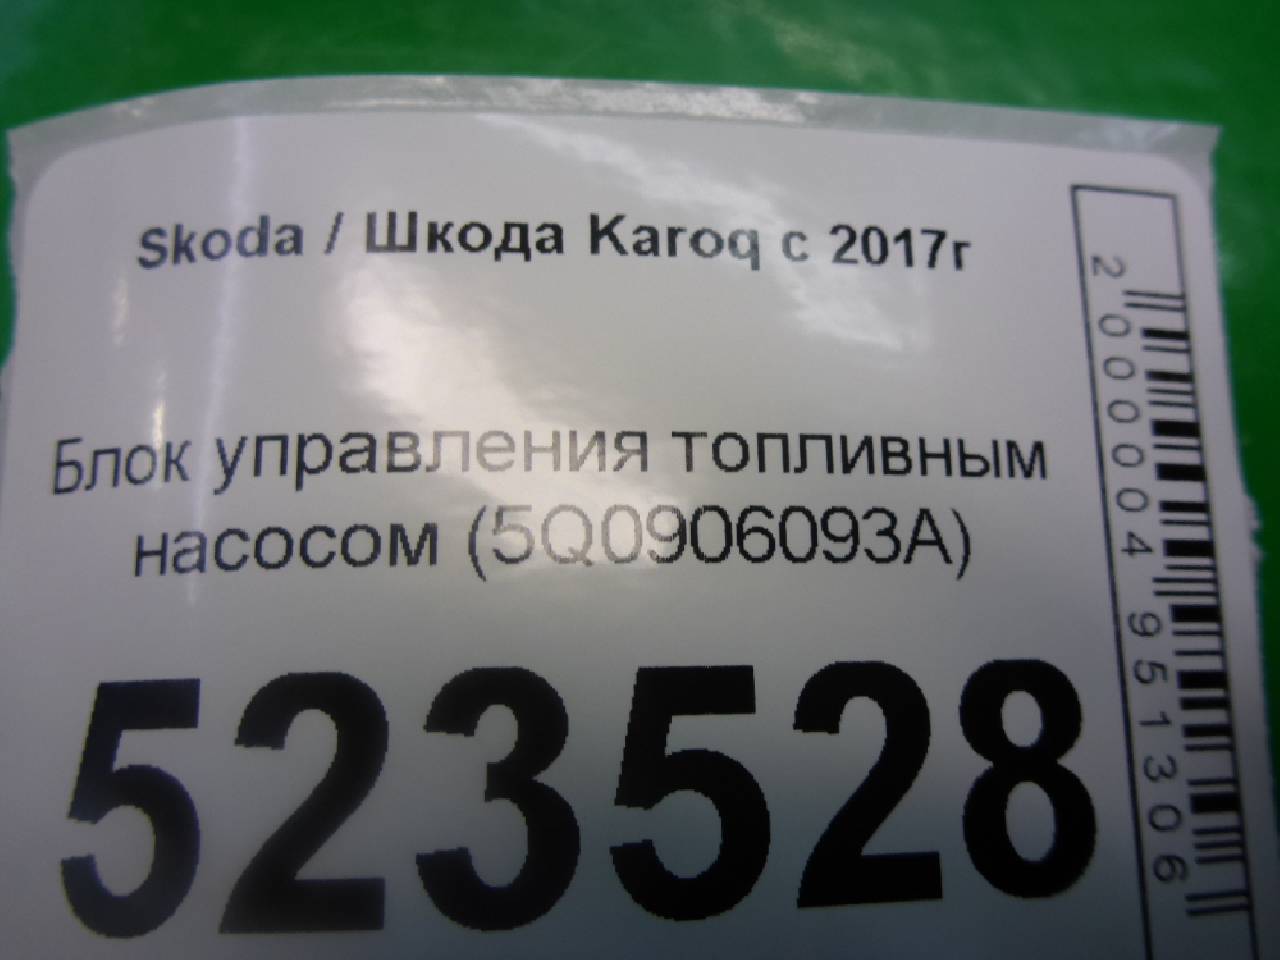 Skoda / Шкода Karoq с 2017г
Блок управления топливным
насосом (5Q0906093A)
523528
2000004951306